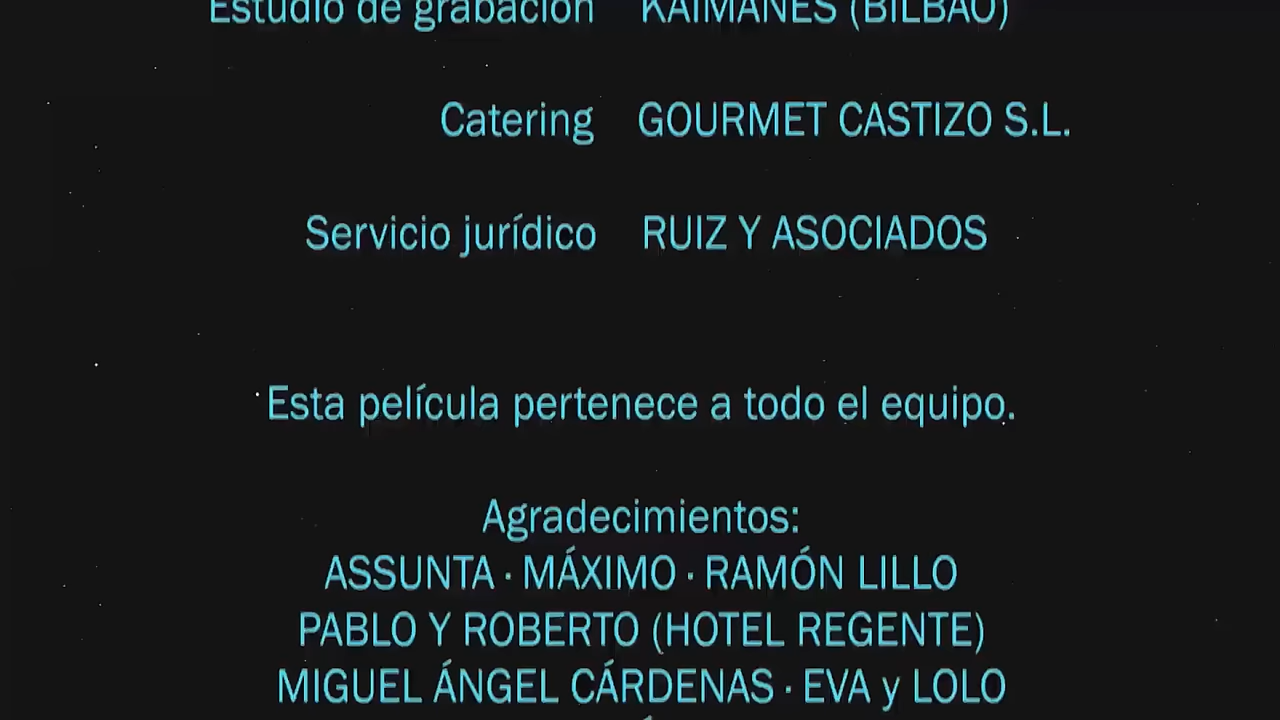 Estudio de grabación KAIMANES (BILBAO)
Catering GOURMET CASTIZO S.L.
Servicio jurídico RUIZ Y ASOCIADOS
Esta película pertenece a todo el equipo.
Agradecimientos:
ASSUNTA · MÁXIMO · RAMÓN LILLO
PABLO Y ROBERTO (HOTEL REGENTE)
MIGUEL ÁNGEL CÁRDENAS · EVA y LOLO